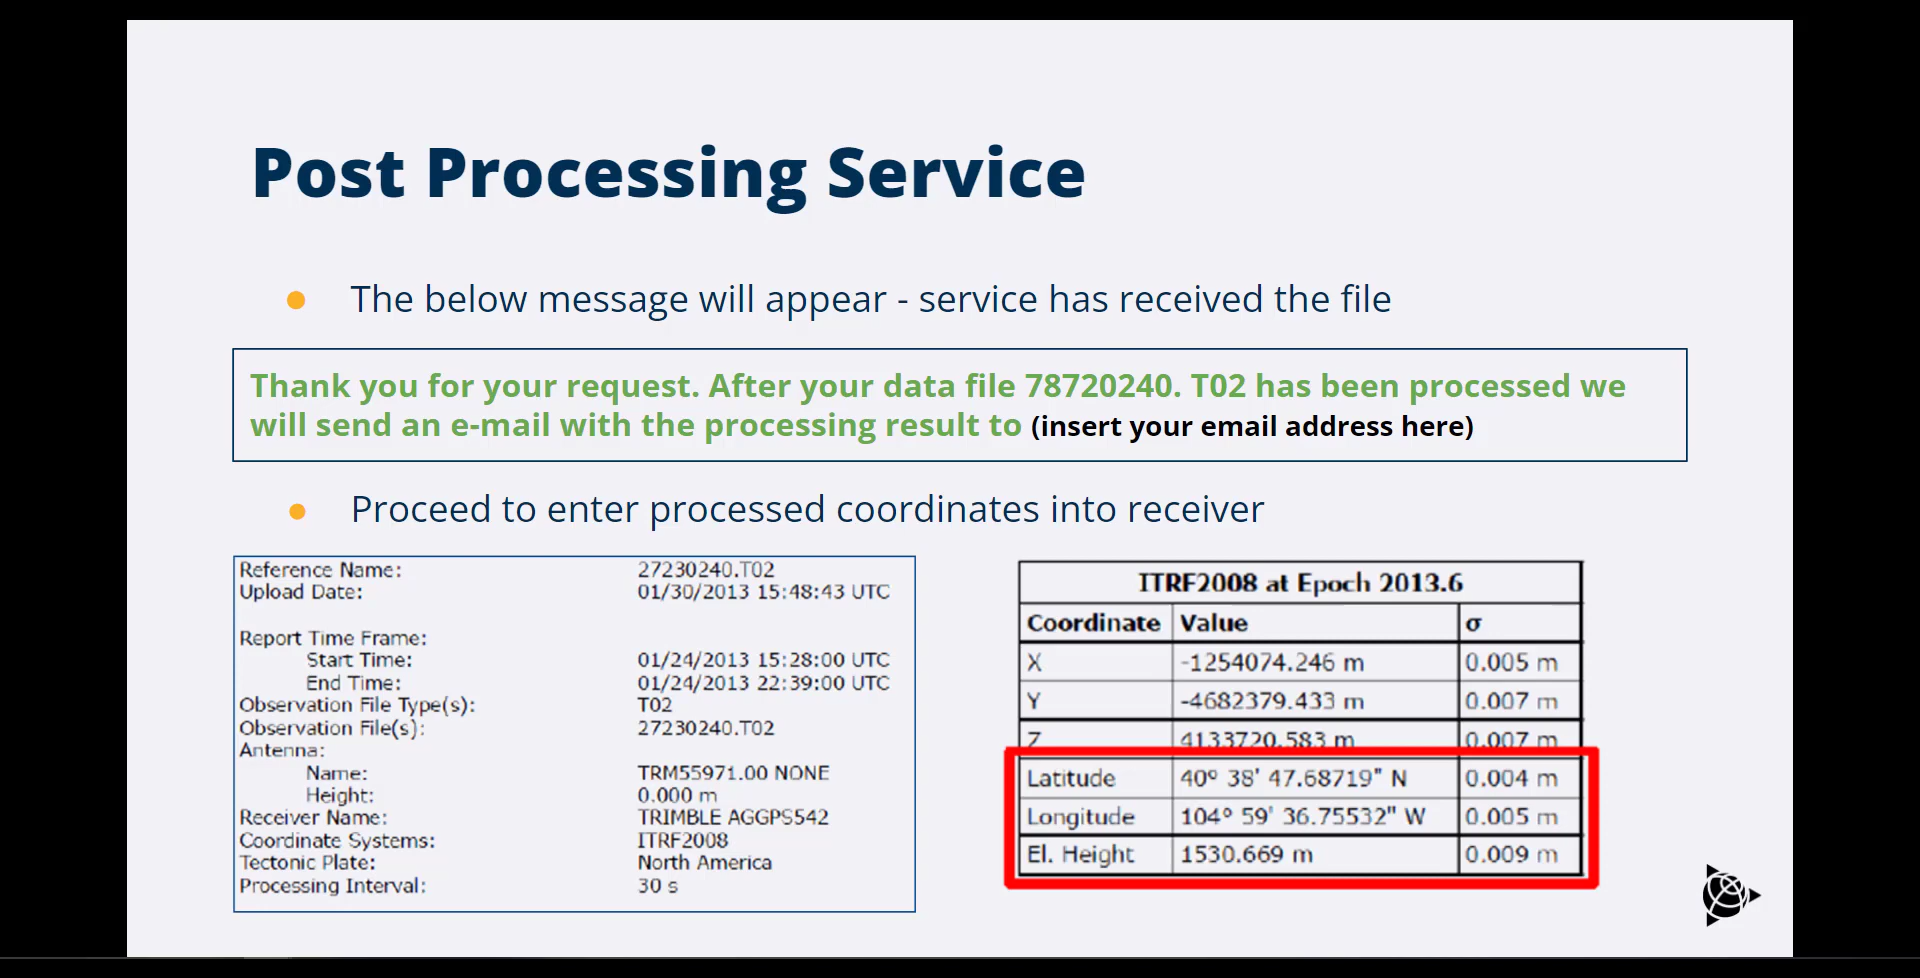 Post Processing Service
The below message will appear - service has received the file
Thank you for your request. After your data file 78720240. T02 has been processed we
will send an e-mail with the processing result to (insert your email address here)
Proceed to enter processed coordinates into receiver
Reference Name: 27230240.T02
Upload Date: 01/30/2013 15:48:43 UTC
Report Time Frame:
Start Time: 01/24/2013 15:28:00 UTC
End Time: 01/24/2013 22:39:00 UTC
Observation File Type(s): T02
Observation File(s): 27230240.T02
Antenna:
Name: TRM55971.00 NONE
Height: 0.000 m
Receiver Name: TRIMBLE AGGPS542
Coordinate Systems: ITRF2008
Tectonic Plate: North America
Processing Interval: 30 s
ITRF2008 at Epoch 2013.6
Coordinate Value σ
X -1254074.246 m 0.005 m
Y -4682379.433 m 0.007 m
Z 4133720.583 m 0.007 m
Latitude 40º 38' 47.68719" N 0.004 m
Longitude 104º 59' 36.75532" W 0.005 m
El. Height 1530.669 m 0.009 m